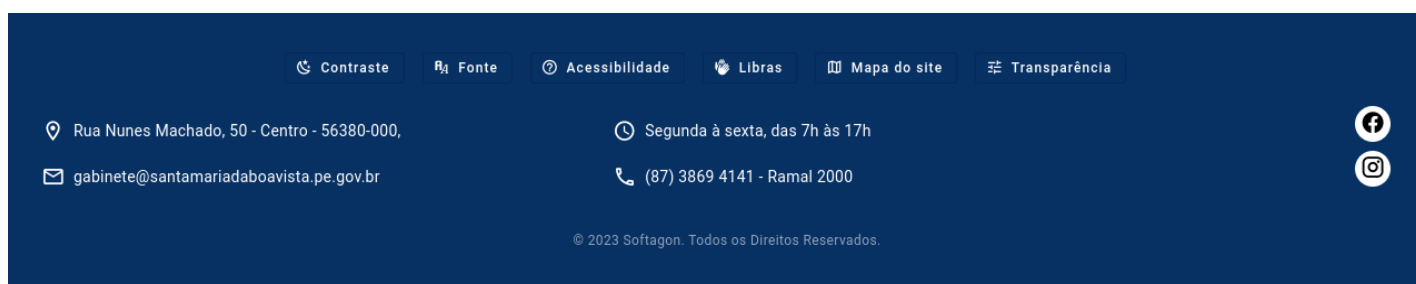 Contraste Fonte Acessibilidade Libras Mapa do site Transparência
Rua Nunes Machado, 50 - Centro - 56380-000,
Segunda à sexta, das 7h às 17h
gabinete@santamariadaboavista.pe.gov.br
(87) 3869 4141 - Ramal 2000
© 2023 Softagon. Todos os Direitos Reservados.